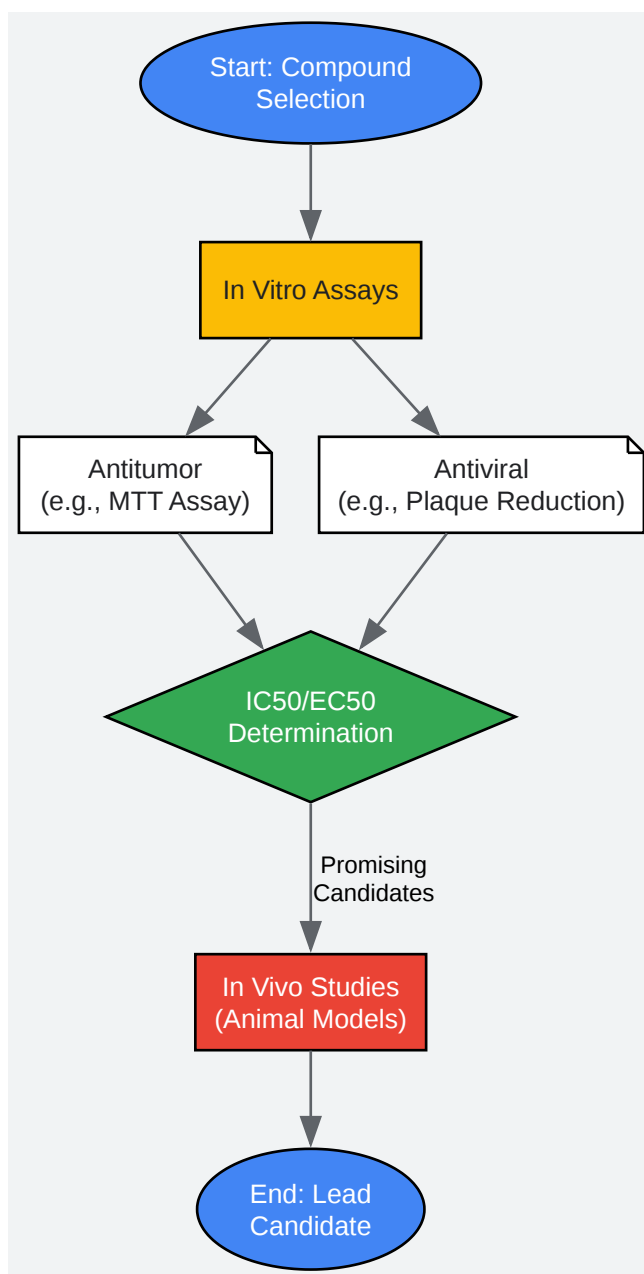 Start: Compound
Selection
In Vitro Assays
Antitumor
(e.g., MTT Assay)
Antiviral
(e.g., Plaque Reduction)
IC50/EC50
Determination
Promising
Candidates
In Vivo Studies
(Animal Models)
End: Lead
Candidate